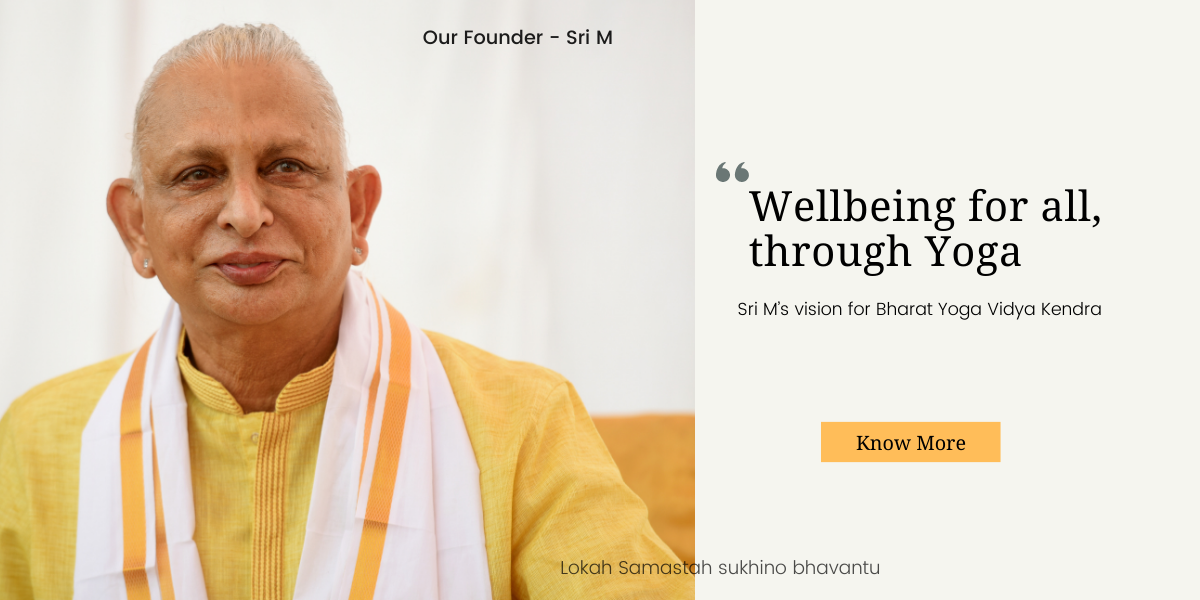 Our Founder - Sri M
“
Wellbeing for all,
through Yoga
Sri M’s vision for Bharat Yoga Vidya Kendra
Know More
Lokah Samastah sukhino bhavantu